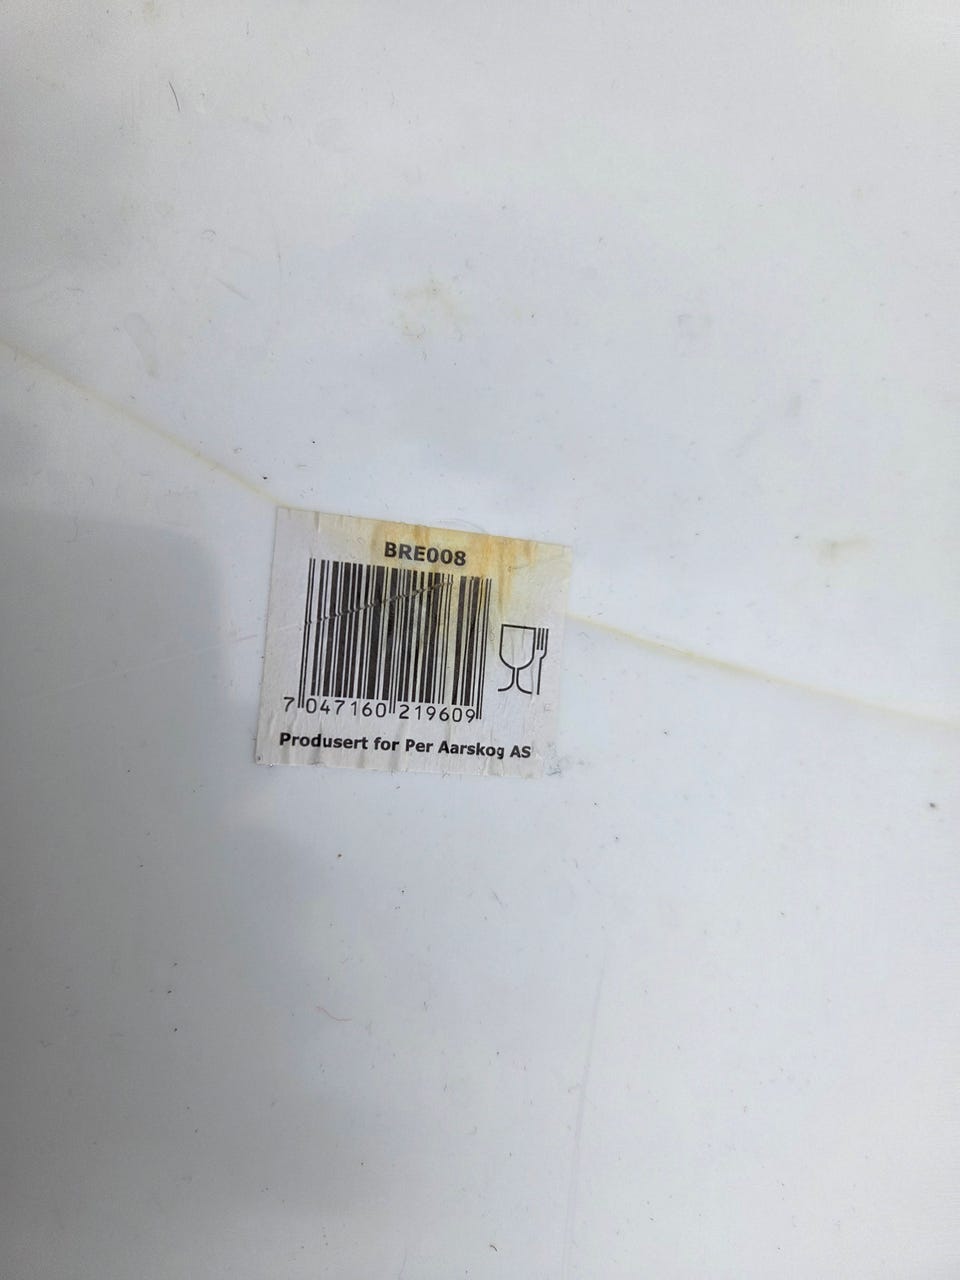 BRE008
7 047160 219609
Produsert for Per Aarskog AS